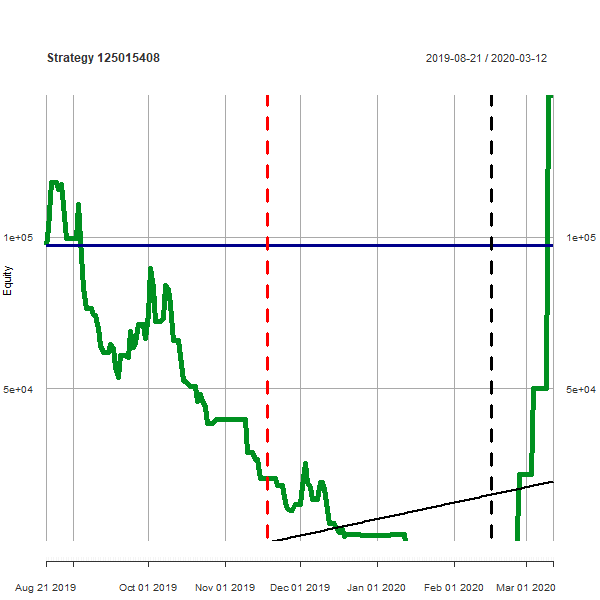 Strategy 125015408
2019-08-21 / 2020-03-12
1e+05
1e+05
Equity
5e+04
5e+04
Aug 21 2019
Oct 01 2019
Nov 01 2019
Dec 01 2019
Jan 01 2020
Feb 01 2020
Mar 01 2020